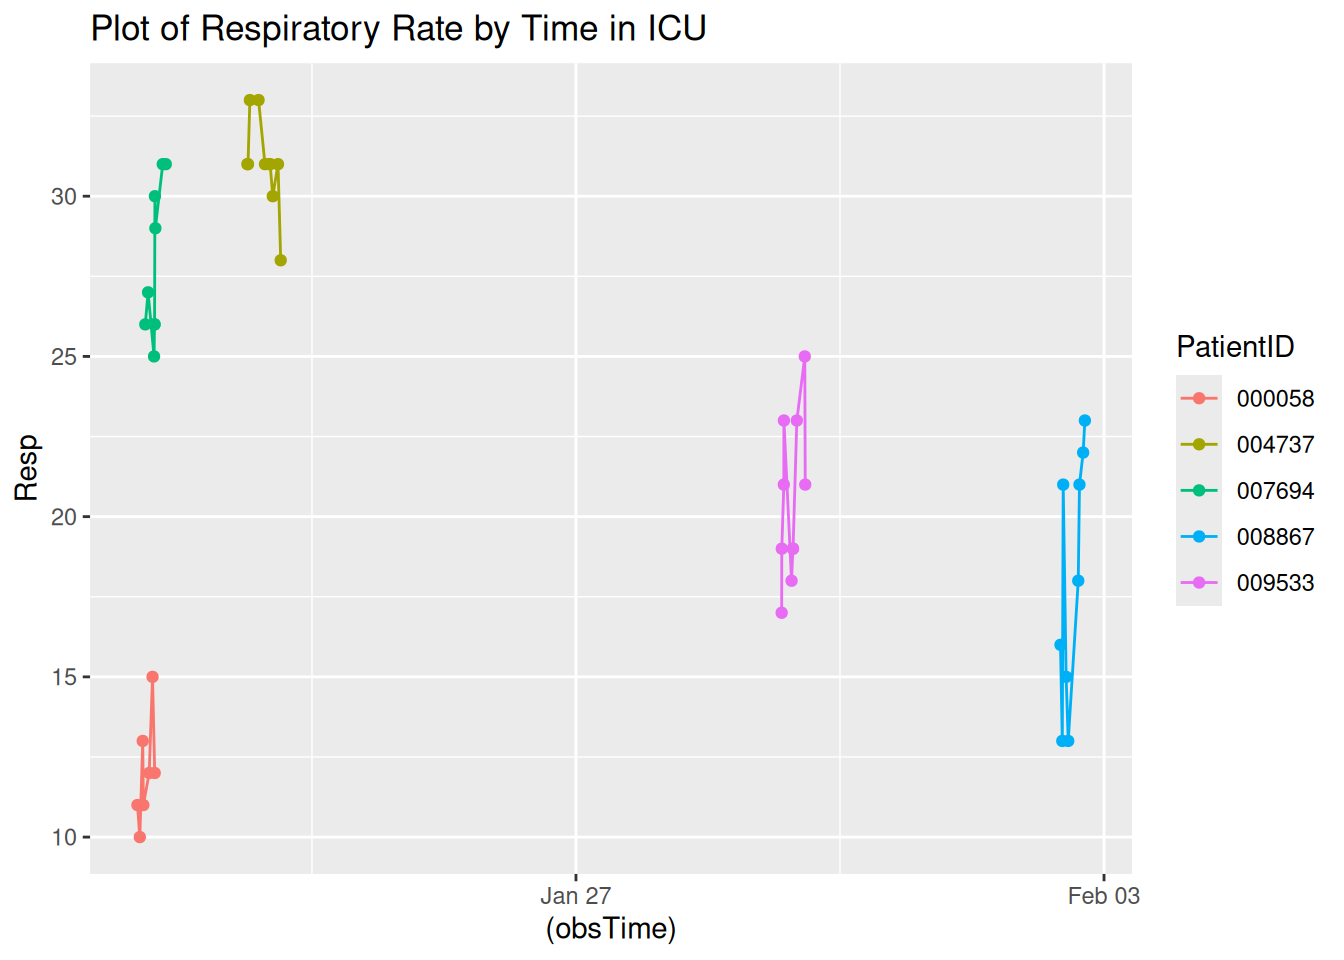 Plot of Respiratory Rate by Time in ICU
Resp
30
25
20
15
10
Jan 27
Feb 03
(obsTime)
PatientID
000058
004737
007694
008867
009533